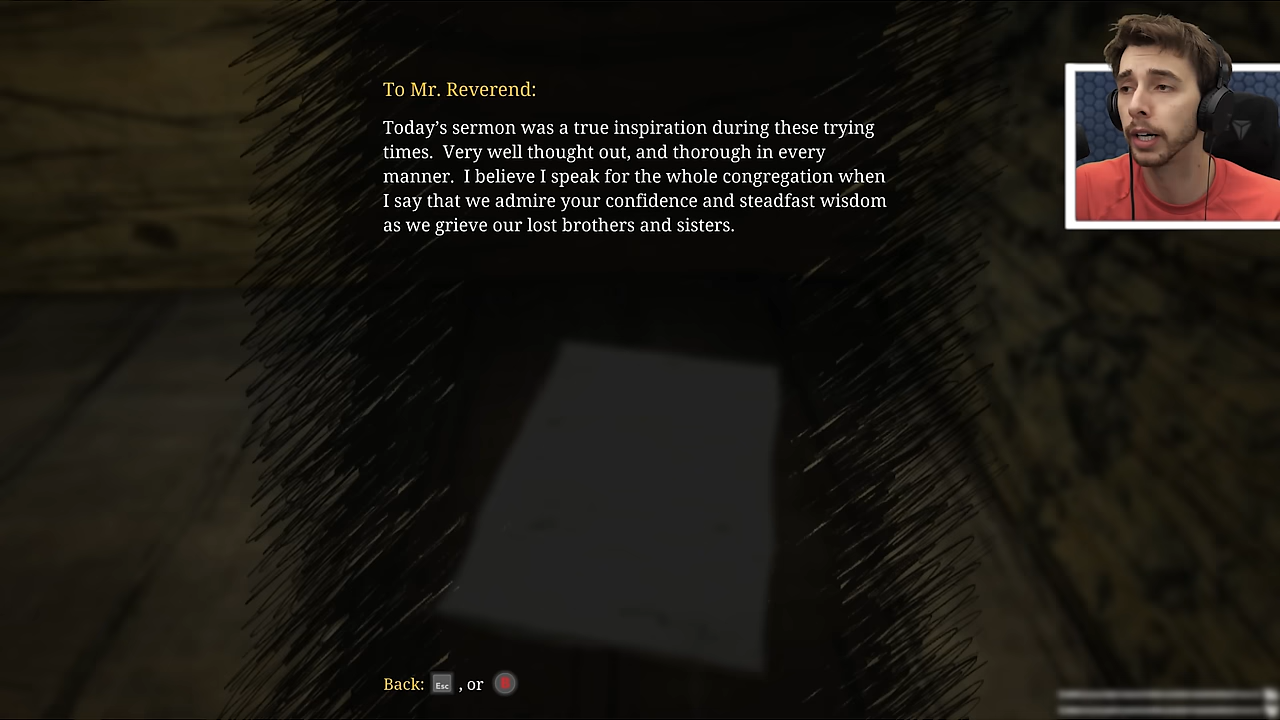 To Mr. Reverend:
Today's sermon was a true inspiration during these trying
times.  Very well thought out, and thorough in every
manner.  I believe I speak for the whole congregation when
I say that we admire your confidence and steadfast wisdom
as we grieve our lost brothers and sisters.
Back: Esc , or B